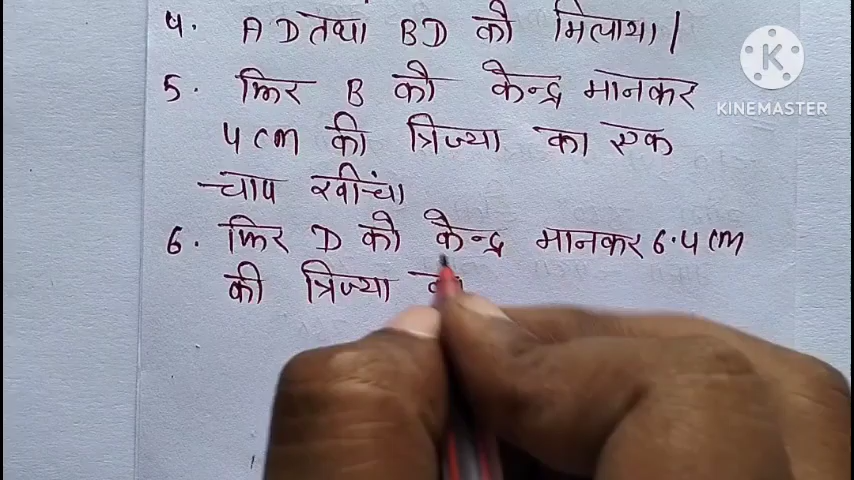 4. AD तथा BD को मिलाया |
5. फिर B को केन्द्र मानकर
4 cm की त्रिज्या का एक
चाप खींचा
6. फिर D को केन्द्र मानकर 6.4 cm
की त्रिज्या
K
KINEMASTER